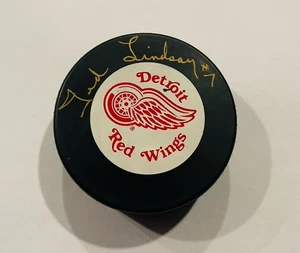 Ted Lindsay #7
Detroit
Red Wings